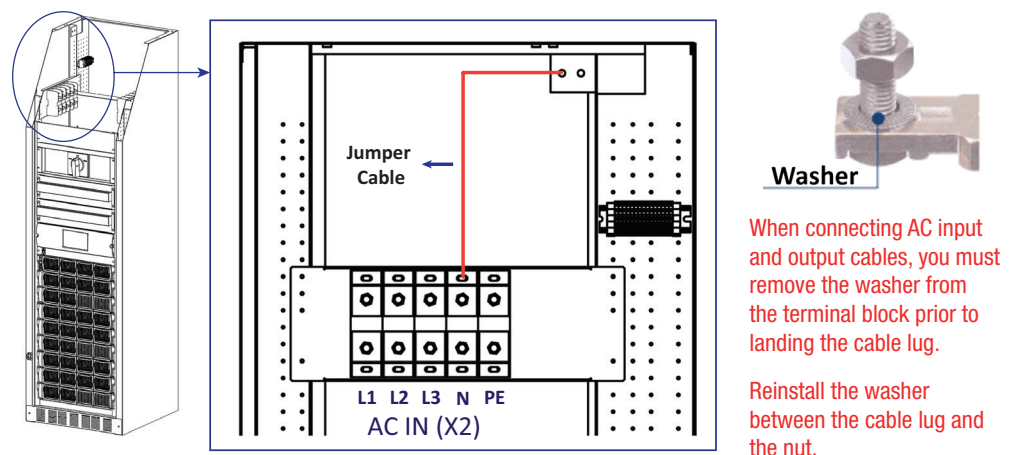 Jumper
Cable
L1 L2 L3 N PE
AC IN (X2)
Washer
When connecting AC input
and output cables, you must
remove the washer from
the terminal block prior to
landing the cable lug.
Reinstall the washer
between the cable lug and
the nut.